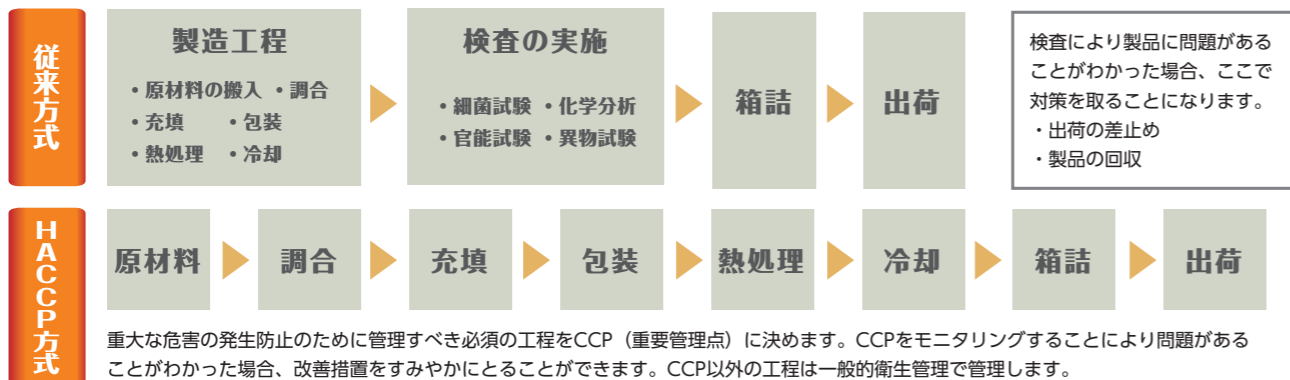 従来方式
製造工程
・原材料の搬入 ・調合
・充填 ・包装
・熱処理 ・冷却
検査の実施
・細菌試験 ・化学分析
・官能試験 ・異物試験
箱詰
出荷
検査により製品に問題がある
ことがわかった場合、ここで
対策を取ることになります。
・出荷の差止め
・製品の回収
HACCP方式
原材料
調合
充填
包装
熱処理
冷却
箱詰
出荷
重大な危害の発生防止のために管理すべき必須の工程をCCP（重要管理点）に決めます。CCPをモニタリングすることにより問題がある
ことがわかった場合、改善措置をすみやかにとることができます。CCP以外の工程は一般的衛生管理で管理します。